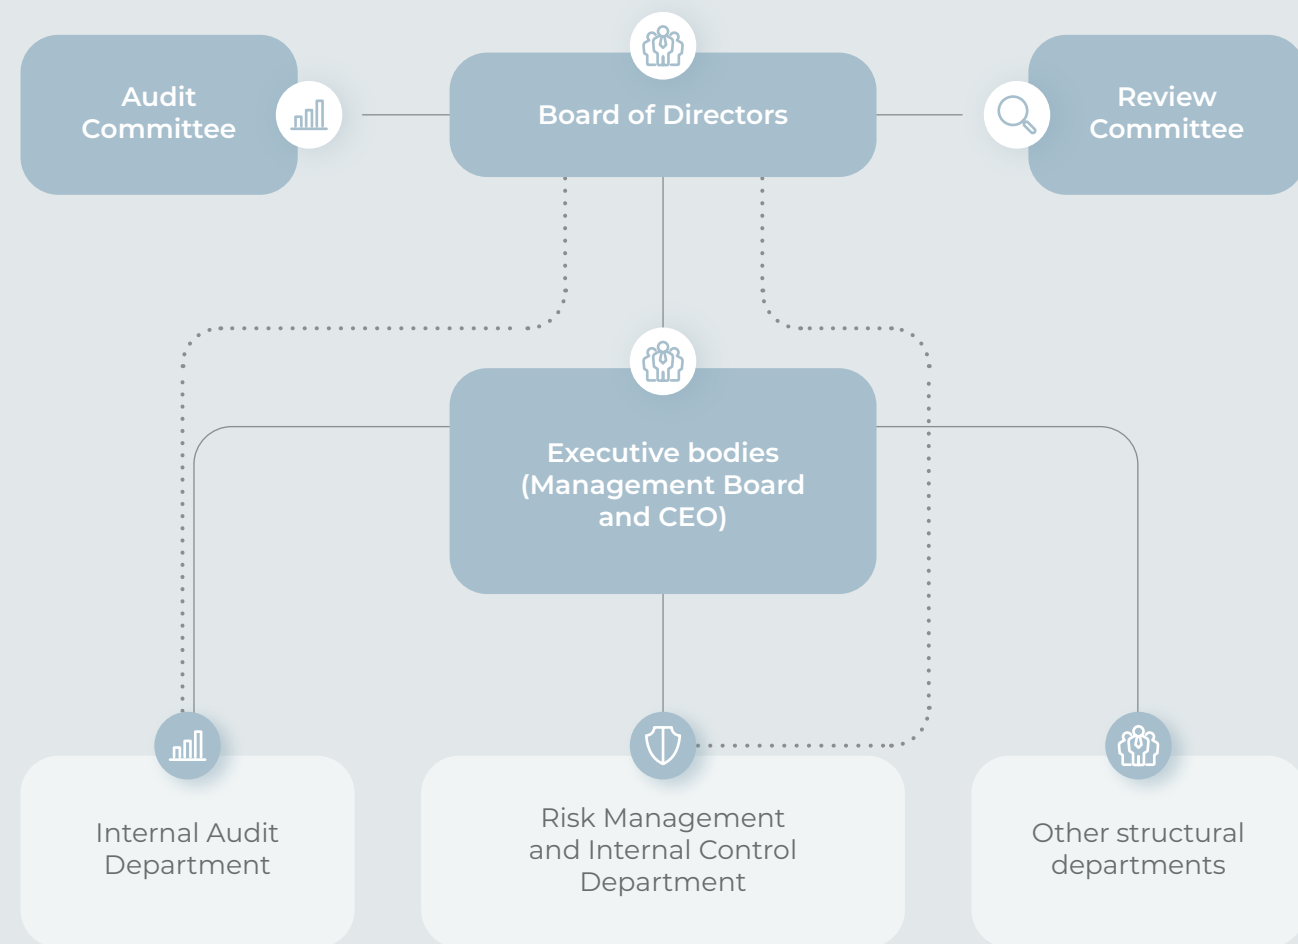 Audit
Committee
Board of Directors
Review
Committee
Executive bodies
(Management Board
and CEO)
Internal Audit
Department
Risk Management
and Internal Control
Department
Other structural
departments